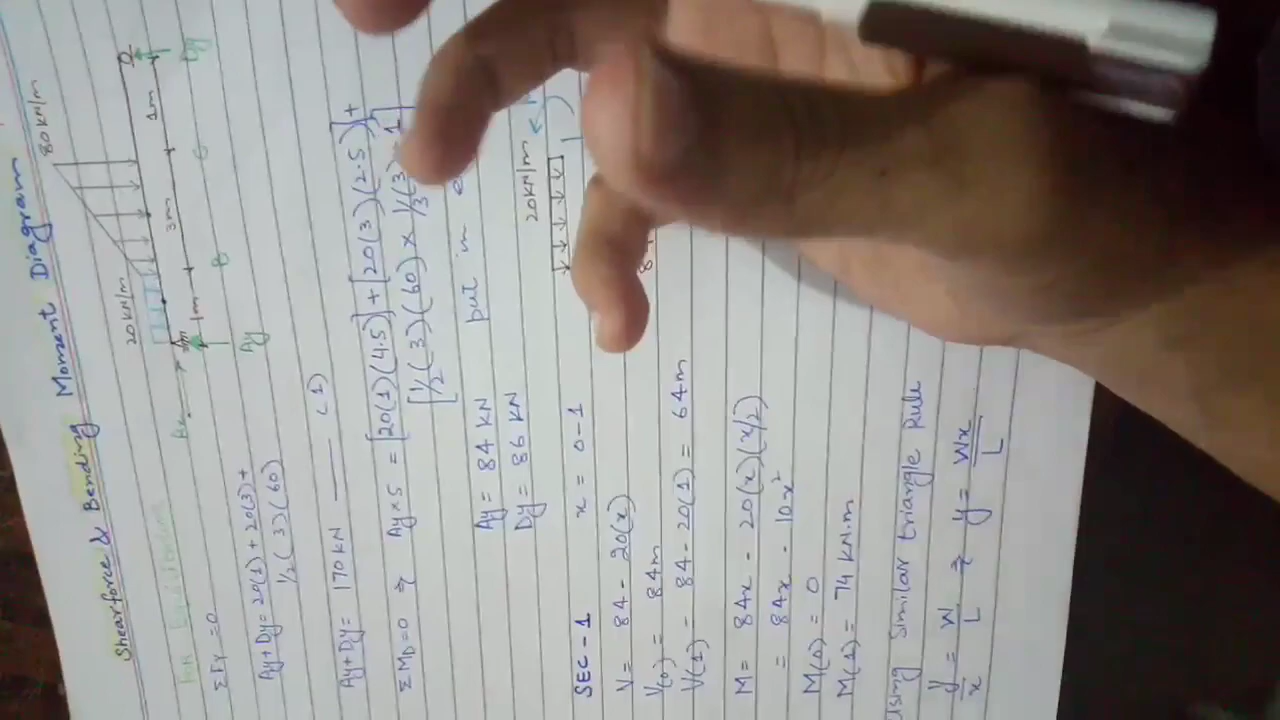 Shearforce & Bending Moment Diagram
20 kN/m
80 kN/m
1m
3m
1m
Ay
B
C
Dy
ΣFy = 0
Ay + Dy = 20(1) + 20(3) +
1/2 (3)(60)
Ay + Dy = 170 kN —— (1)
ΣMD = 0 ⇒ Ay x 5 = [20(1)(4.5)] + [20(3)(2.5)] +
[1/2 (3)(60) x 1/3(3)
Ay = 84 KN put in
Dy = 86 KN
20 KN/m
SEC - 1 x = 0 - 1
V = 84 - 20(x)
V(0) = 84m
V(1) - 84 - 20(1) = 64m
M = 84x - 20(x)(x/2)
= 84x - 10x²
M(0) = 0
M(1) = 74 KN.m
Using Similar triangle Rule
y/x = W/L ⇒ y = Wx/L